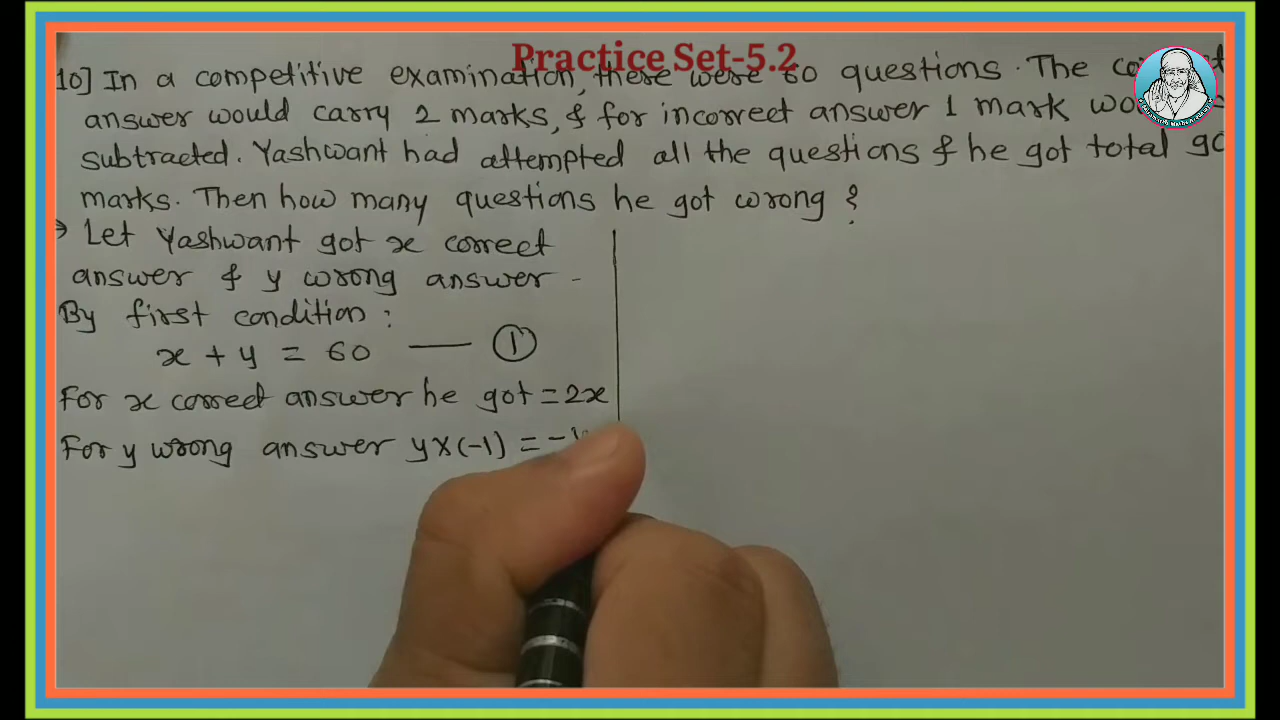 Practice Set-5.2
10] In a competitive examination, there were 60 questions. The
answer would carry 2 marks, & for incorrect answer 1 mark
subtracted. Yashwant had attempted all the questions & he got total
marks. Then how many questions he got wrong ?
→ Let Yashwant got x correct
answer & y wrong answer -
By first condition :
x + y = 60 — ①
For x correct answer he got = 2x
For y wrong answer y×(-1) =